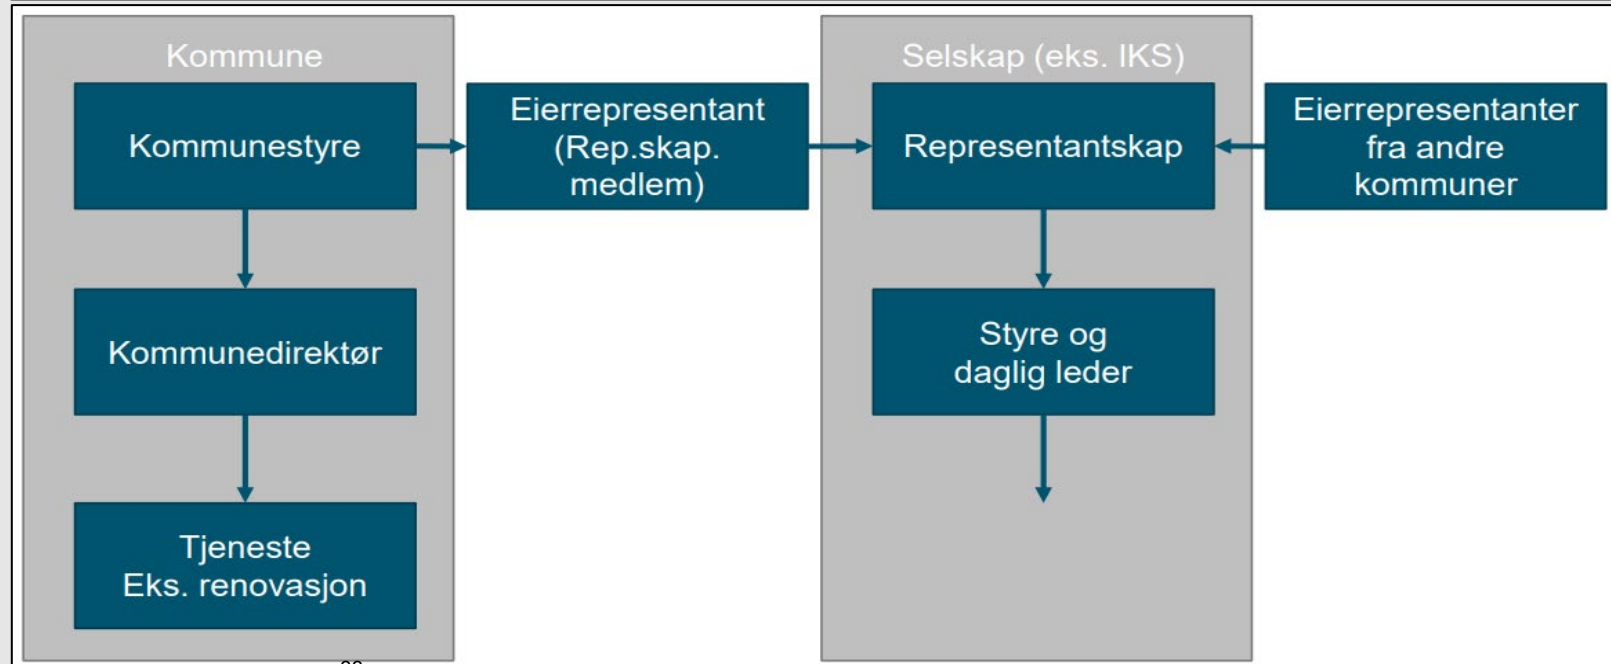 Kommune
Kommunestyre
Kommunedirektør
Tjeneste
Eks. renovasjon
Eierrepresentant
(Rep.skap.
medlem)
Selskap (eks. IKS)
Representantskap
Styre og
daglig leder
Eierrepresentanter
fra andre
kommuner